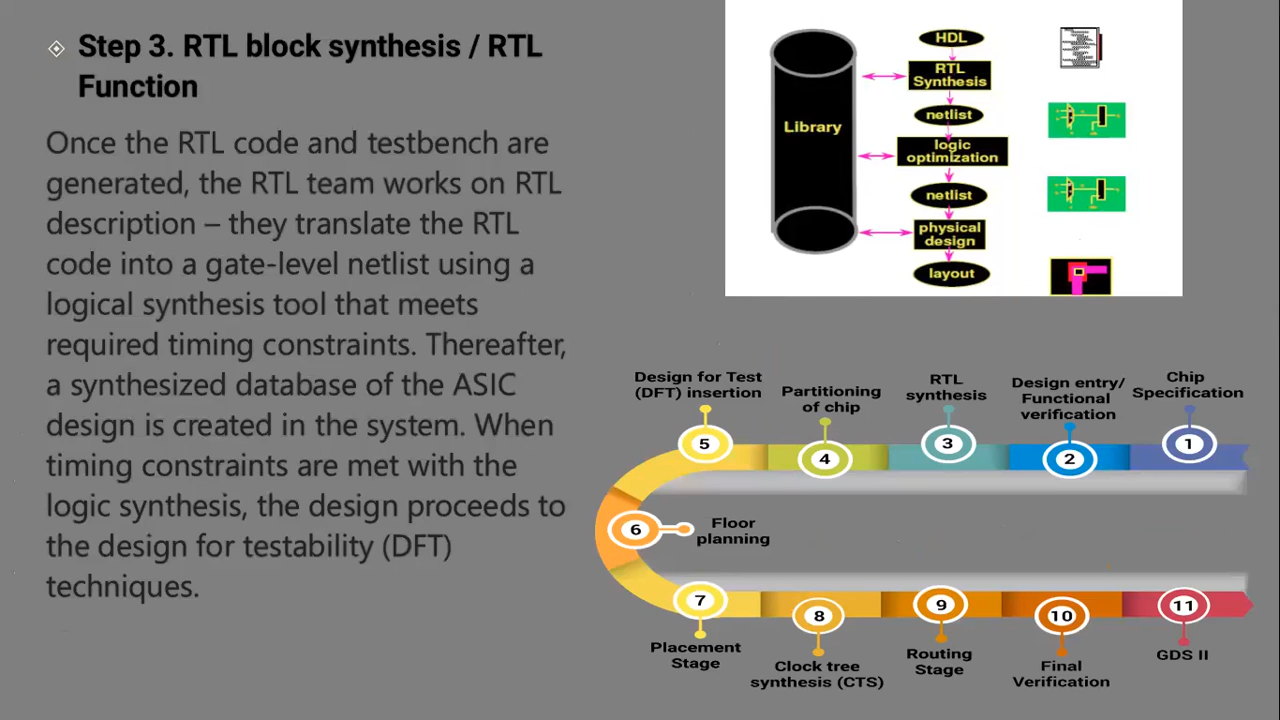 Step 3. RTL block synthesis / RTL
Function
Once the RTL code and testbench are
generated, the RTL team works on RTL
description – they translate the RTL
code into a gate-level netlist using a
logical synthesis tool that meets
required timing constraints. Thereafter,
a synthesized database of the ASIC
design is created in the system. When
timing constraints are met with the
logic synthesis, the design proceeds to
the design for testability (DFT)
techniques.
Library
HDL
RTL
Synthesis
netlist
logic
optimization
netlist
physical
design
layout
Design for Test
(DFT) insertion
Partitioning
of chip
RTL
synthesis
Design entry/
Functional
verification
Chip
Specification
5
4
3
2
1
6
Floor
planning
7
8
9
10
11
Placement
Stage
Clock tree
synthesis (CTS)
Routing
Stage
Final
Verification
GDS II